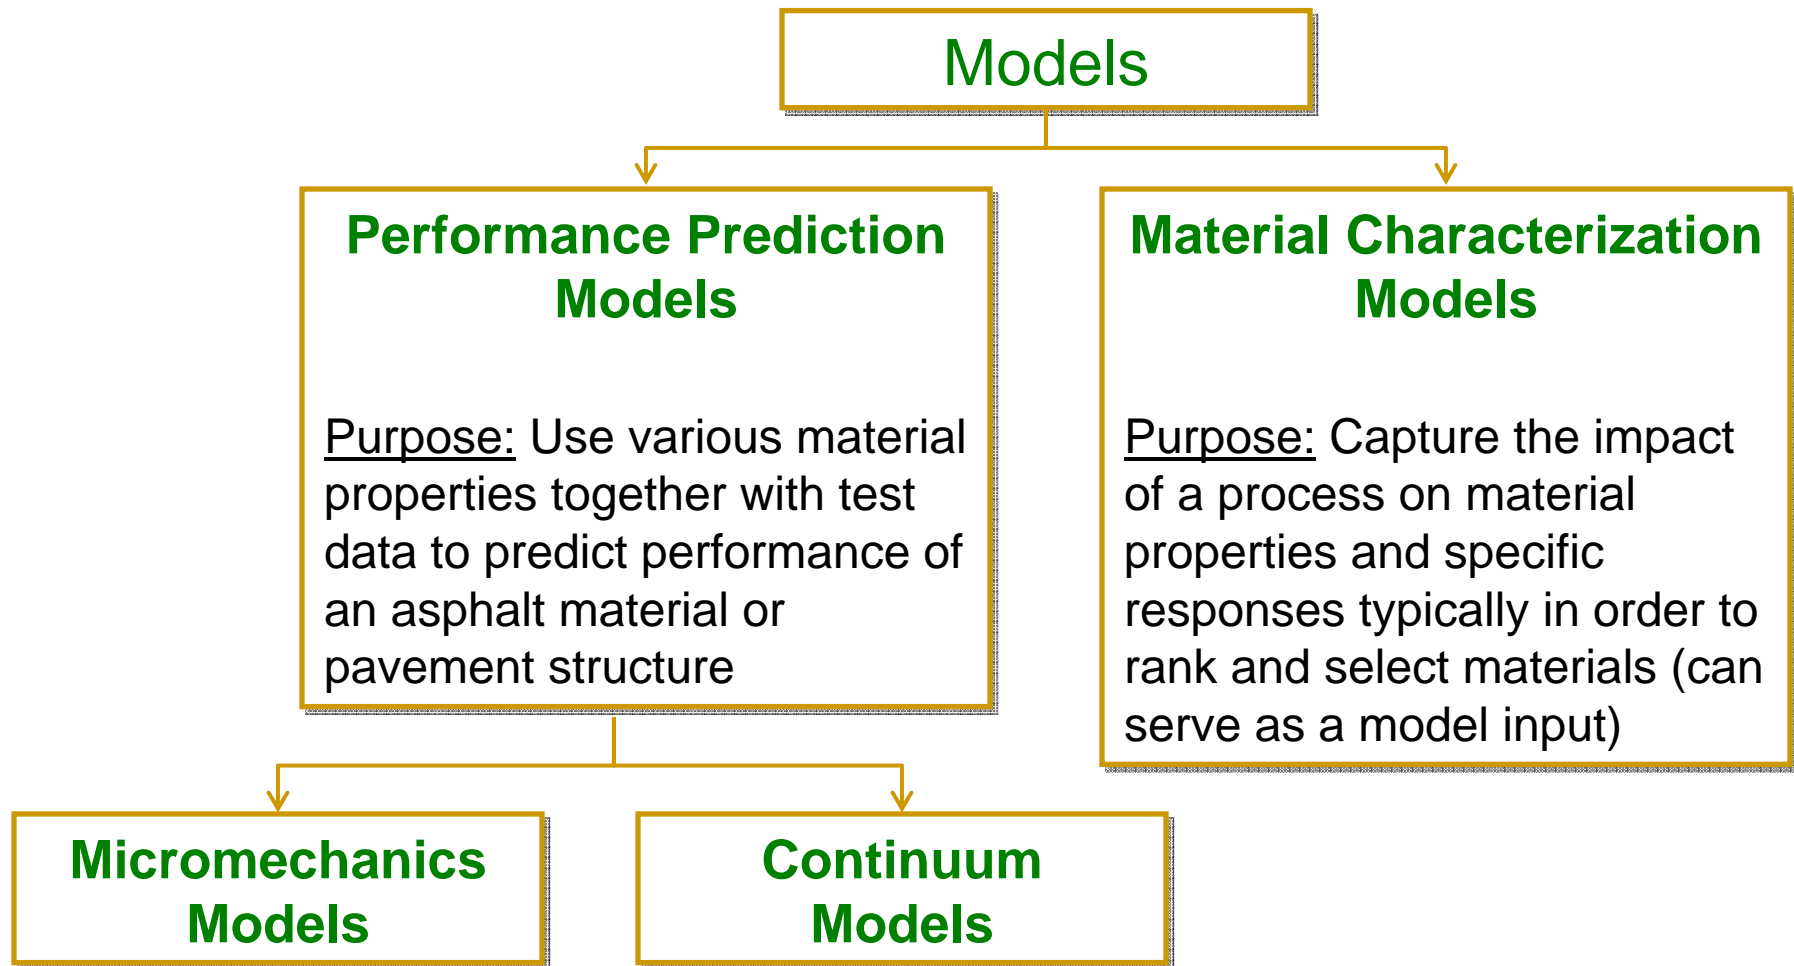 Models
Performance Prediction
Models
Purpose: Use various material
properties together with test
data to predict performance of
an asphalt material or
pavement structure
Material Characterization
Models
Purpose: Capture the impact
of a process on material
properties and specific
responses typically in order to
rank and select materials (can
serve as a model input)
Micromechanics
Models
Continuum
Models